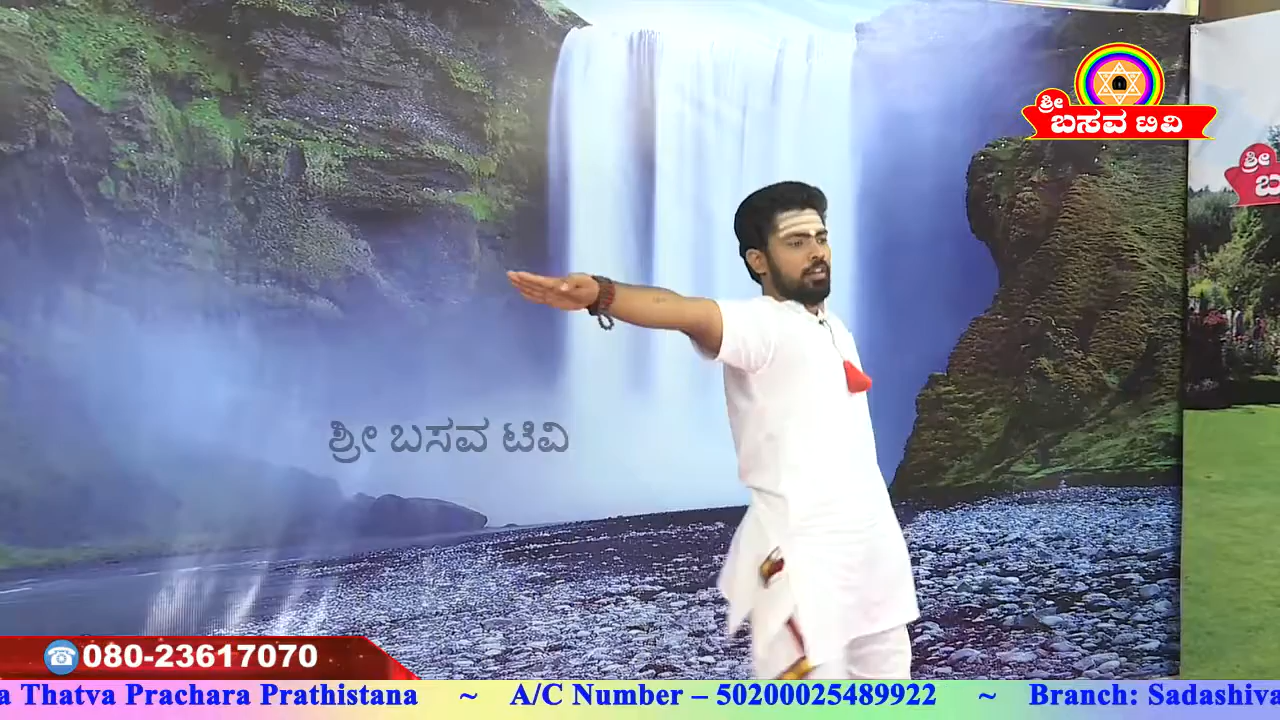 ಶ್ರೀ
ಬಸವ ಟಿವಿ
ಶ್ರೀ
ಶ್ರೀ ಬಸವ ಟಿವಿ
080-23617070
a Thatva Prachara Prathistana ~ A/C Number – 50200025489922 ~ Branch: Sadashiva